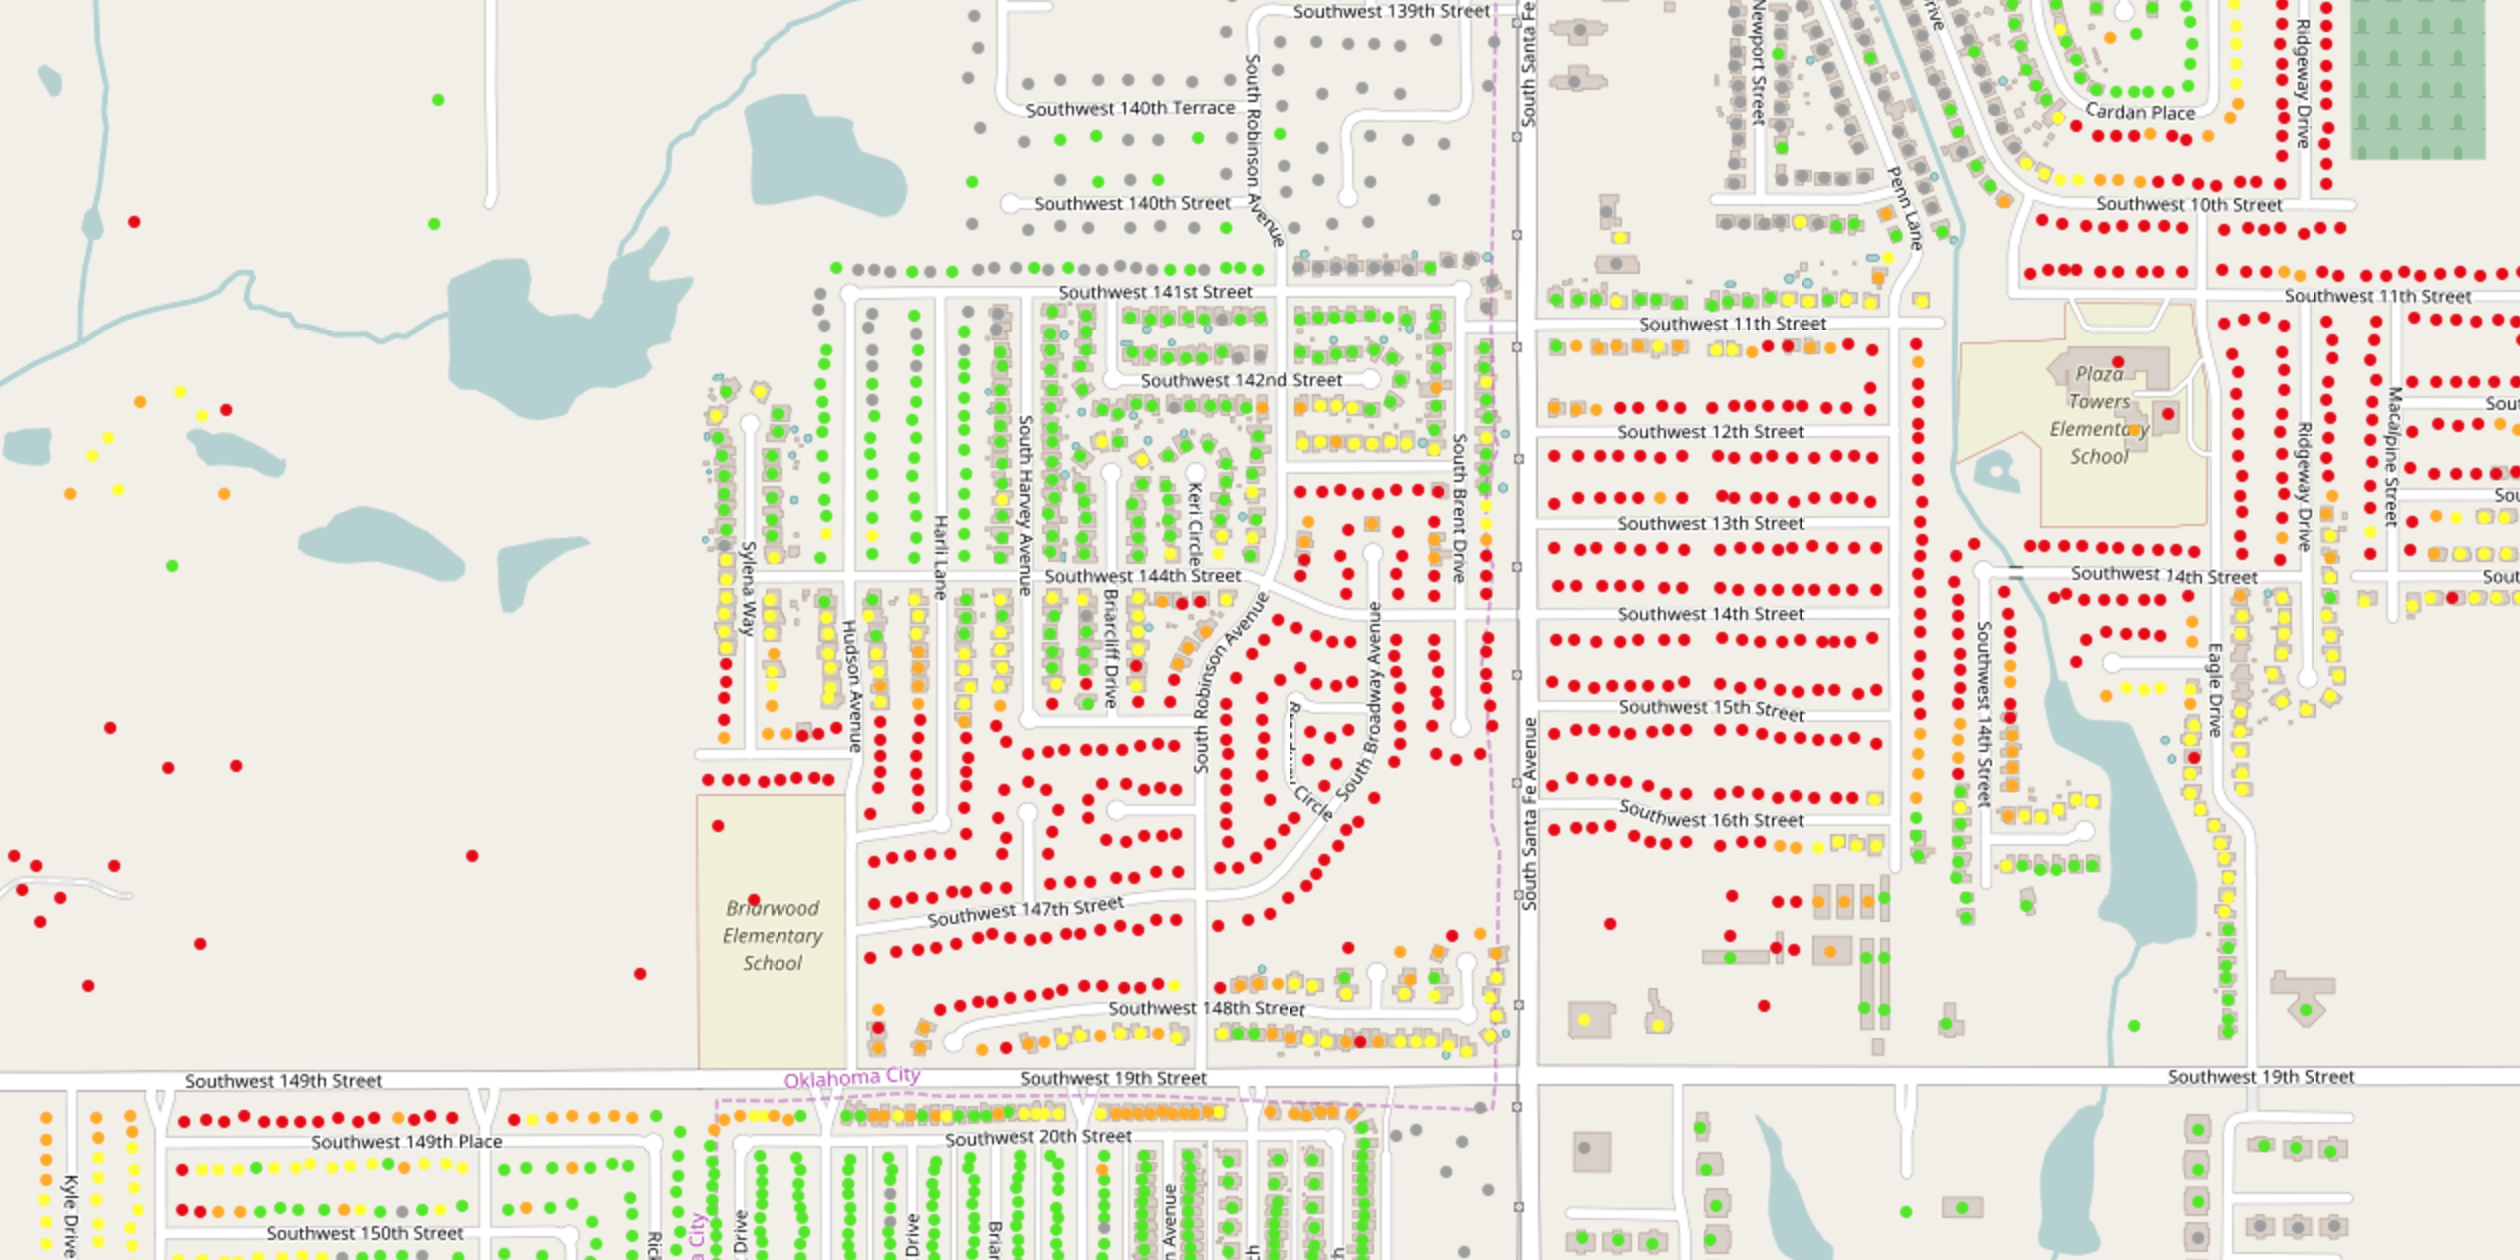 Southwest 139th Street
South Santa Fe
Newport Street
Drive
Ridgeway Drive
Cardan Place
Southwest 140th Terrace
South Robinson Avenue
Southwest 140th Street
Penn Lane
Southwest 10th Street
Southwest 141st Street
Southwest 11th Street
Southwest 11th Street
Southwest 142nd Street
Plaza
Towers
Elementary
School
Macalpine Street
Sou
Southwest 12th Street
South Harvey Avenue
Keri Circle
South Brent Drive
Ridgeway Drive
Sou
Southwest 13th Street
Harli Lane
Sylena Way
Southwest 144th Street
Southwest 14th Street
Sout
Briarcliff Drive
Hudson Avenue
South Robinson Avenue
South Broadway Avenue
Southwest 14th Street
Southwest 14th Street
Eagle Drive
Southwest 15th Street
Circle
South Santa Fe Avenue
Southwest 16th Street
Briarwood
Elementary
School
Southwest 147th Street
Southwest 148th Street
Southwest 149th Street
Oklahoma City
Southwest 19th Street
Southwest 19th Street
Southwest 149th Place
Southwest 20th Street
Kyle Drive
Southwest 150th Street
Rick
a City
Drive
Drive
Briar
n Avenue
th
h